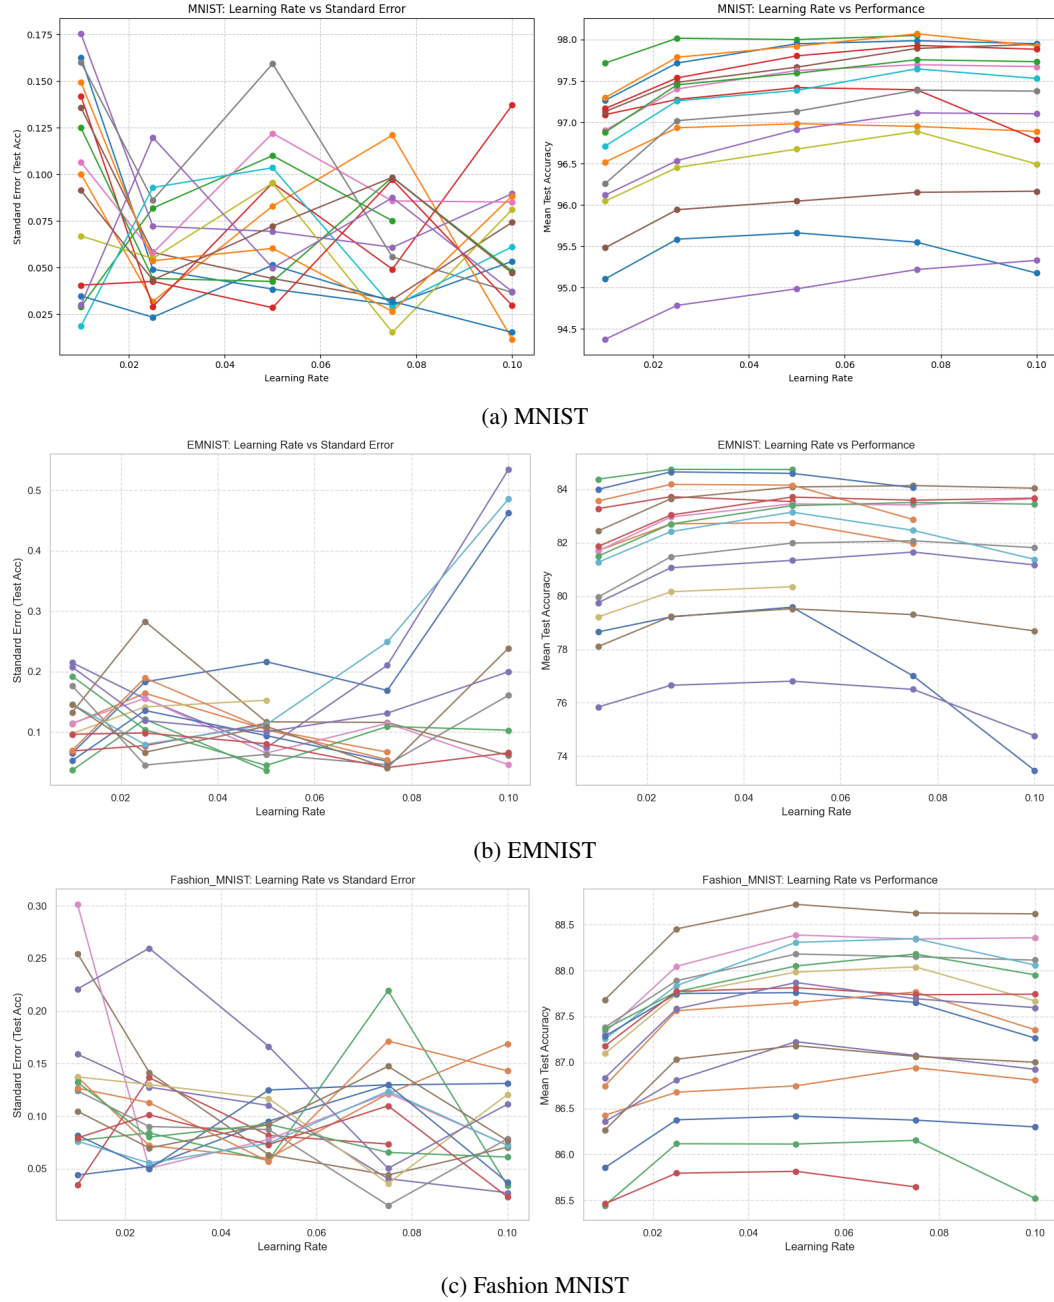 MNIST: Learning Rate vs Standard Error
Standard Error (Test Acc)
0.175
0.150
0.125
0.100
0.075
0.050
0.025
0.02 0.04 0.06 0.08 0.10
Learning Rate
MNIST: Learning Rate vs Performance
Mean Test Accuracy
98.0
97.5
97.0
96.5
96.0
95.5
95.0
94.5
0.02 0.04 0.06 0.08 0.10
Learning Rate
(a) MNIST
EMNIST: Learning Rate vs Standard Error
Standard Error (Test Acc)
0.5
0.4
0.3
0.2
0.1
0.02 0.04 0.06 0.08 0.10
Learning Rate
EMNIST: Learning Rate vs Performance
Mean Test Accuracy
84
82
80
78
76
74
0.02 0.04 0.06 0.08 0.10
Learning Rate
(b) EMNIST
Fashion_MNIST: Learning Rate vs Standard Error
Standard Error (Test Acc)
0.30
0.25
0.20
0.15
0.10
0.05
0.02 0.04 0.06 0.08 0.10
Learning Rate
Fashion_MNIST: Learning Rate vs Performance
Mean Test Accuracy
88.5
88.0
87.5
87.0
86.5
86.0
85.5
0.02 0.04 0.06 0.08 0.10
Learning Rate
(c) Fashion MNIST